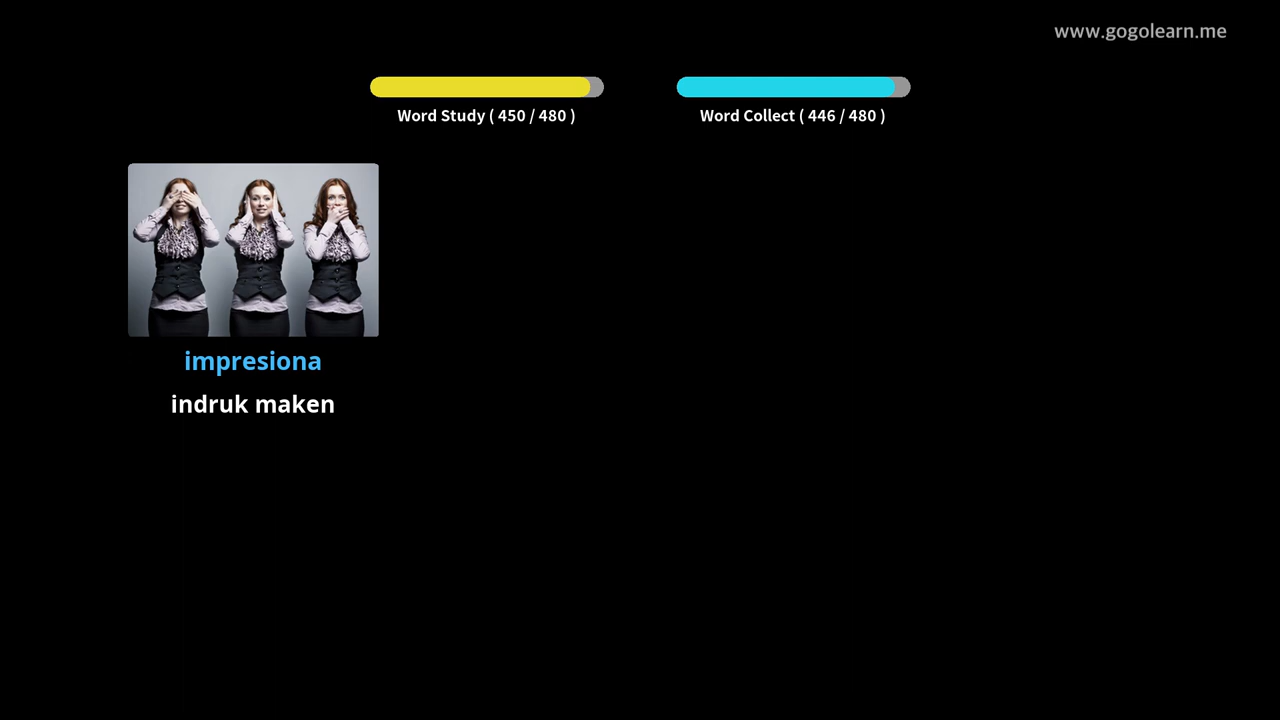 www.gogolearn.me
Word Study ( 450 / 480 )
Word Collect ( 446 / 480 )
impresiona
indruk maken